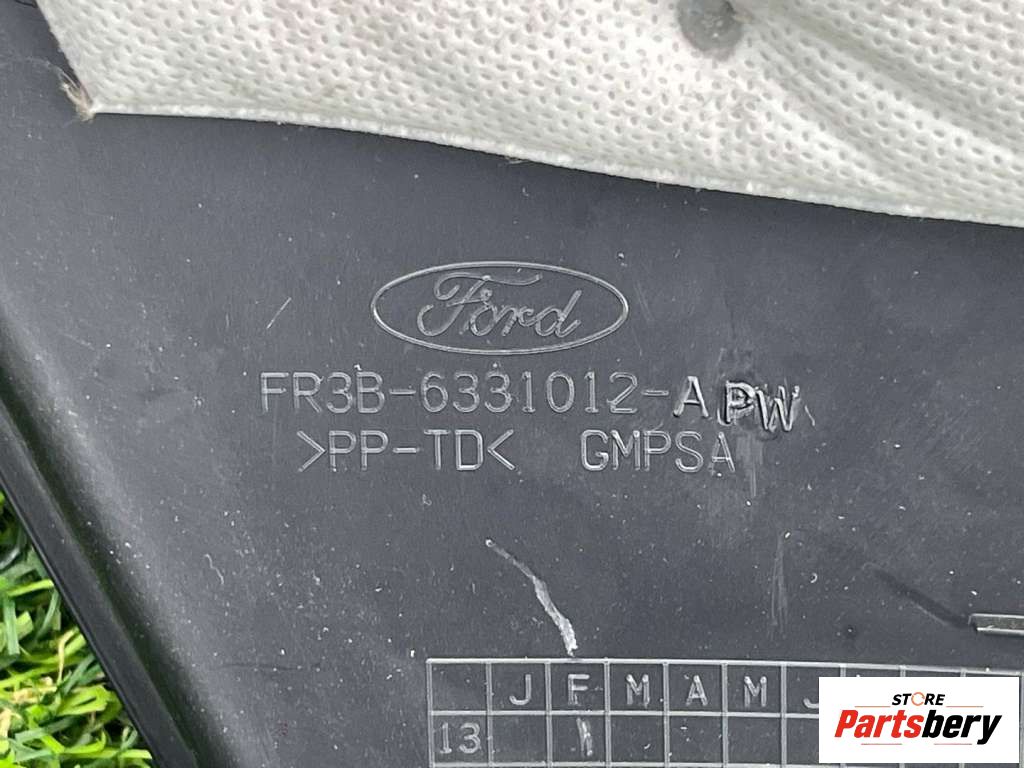 Ford
FR3B-6331012-APW
>PP-TD< GMPSA
J F M A M J
13
STORE
Partsbery